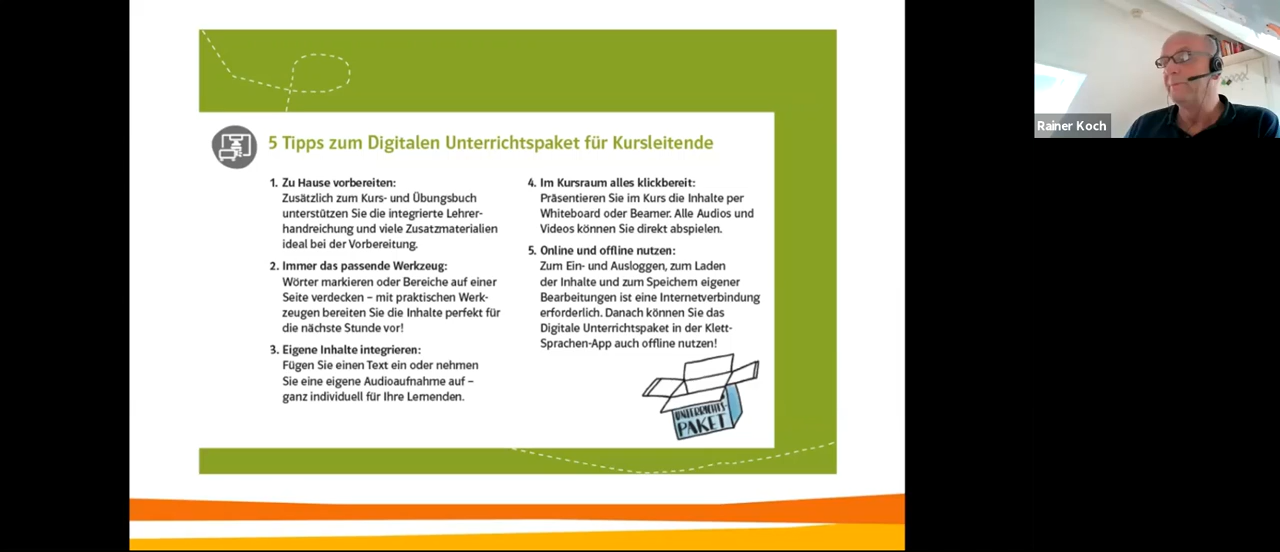 5 Tipps zum Digitalen Unterrichtspaket für Kursleitende
1. Zu Hause vorbereiten:
Zusätzlich zum Kurs- und Übungsbuch
unterstützen Sie die integrierte Lehrer-
handreichung und viele Zusatzmaterialien
ideal bei der Vorbereitung.
2. Immer das passende Werkzeug:
Wörter markieren oder Bereiche auf einer
Seite verdecken – mit praktischen Werk-
zeugen bereiten Sie die Inhalte perfekt für
die nächste Stunde vor!
3. Eigene Inhalte integrieren:
Fügen Sie einen Text ein oder nehmen
Sie eine eigene Audioaufnahme auf –
ganz individuell für Ihre Lernenden.
4. Im Kursraum alles klickbereit:
Präsentieren Sie im Kurs die Inhalte per
Whiteboard oder Beamer. Alle Audios und
Videos können Sie direkt abspielen.
5. Online und offline nutzen:
Zum Ein- und Ausloggen, zum Laden
der Inhalte und zum Speichern eigener
Bearbeitungen ist eine Internetverbindung
erforderlich. Danach können Sie das
Digitale Unterrichtspaket in der Klett-
Sprachen-App auch offline nutzen!
UNTERRICHTS-
PAKET
Rainer Koch